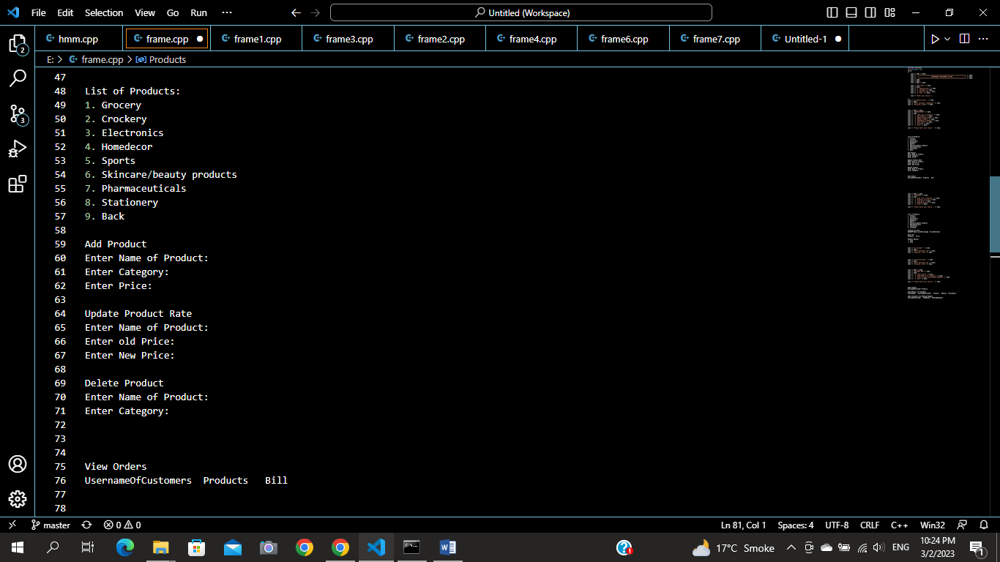 File Edit Selection View Go Run ··· Untitled (Workspace)
hmm.cpp frame.cpp frame1.cpp frame3.cpp frame2.cpp frame4.cpp frame6.cpp frame7.cpp Untitled-1
E: > frame.cpp > Products
47
48 List of Products:
49 1. Grocery
50 2. Crockery
51 3. Electronics
52 4. Homedecor
53 5. Sports
54 6. Skincare/beauty products
55 7. Pharmaceuticals
56 8. Stationery
57 9. Back
58
59 Add Product
60 Enter Name of Product:
61 Enter Category:
62 Enter Price:
63
64 Update Product Rate
65 Enter Name of Product:
66 Enter old Price:
67 Enter New Price:
68
69 Delete Product
70 Enter Name of Product:
71 Enter Category:
72
73
74
75 View Orders
76 UsernameOfCustomers Products Bill
77
78
2
3
master 0 0 Ln 81, Col 1 Spaces: 4 UTF-8 CRLF C++ Win32
17°C Smoke ENG 10:24 PM
3/2/2023 1